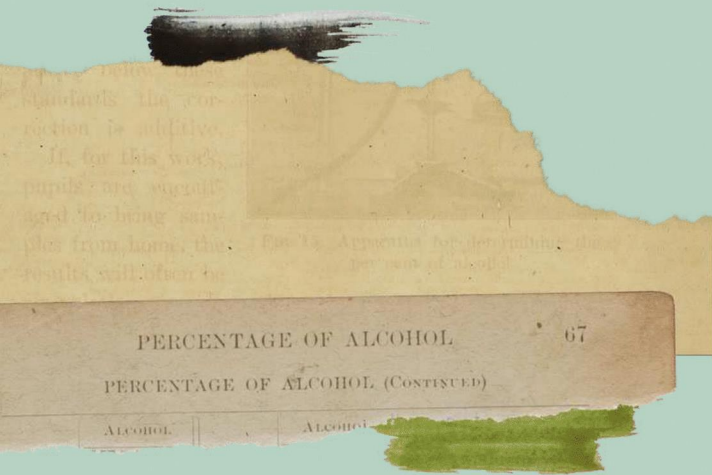 below, these
standards the cor-
rection is additive.
If, for this work,
pupils are encour-
aged to bring sam-
ples from home, the
results will often be
Apparatus for determining the
per cent of alcohol
PERCENTAGE OF ALCOHOL 67
PERCENTAGE OF ALCOHOL (CONTINUED)
ALCOHOL ALCOHOL